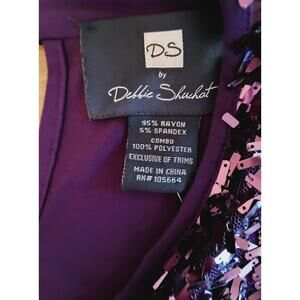 DS
by
Debbie Shuchat
95% RAYON
5% SPANDEX
COMBO
100% POLYESTER
EXCLUSIVE OF TRIMS
MADE IN CHINA
RN# 105664